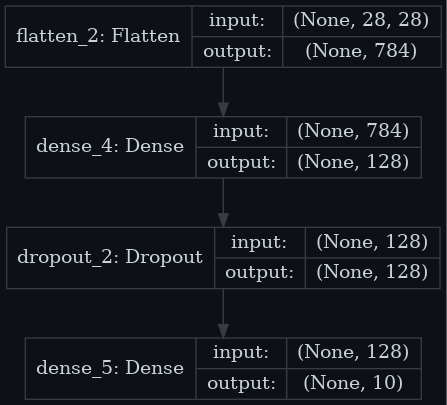 flatten_2: Flatten
input:
(None, 28, 28)
output:
(None, 784)
dense_4: Dense
input:
(None, 784)
output:
(None, 128)
dropout_2: Dropout
input:
(None, 128)
output:
(None, 128)
dense_5: Dense
input:
(None, 128)
output:
(None, 10)